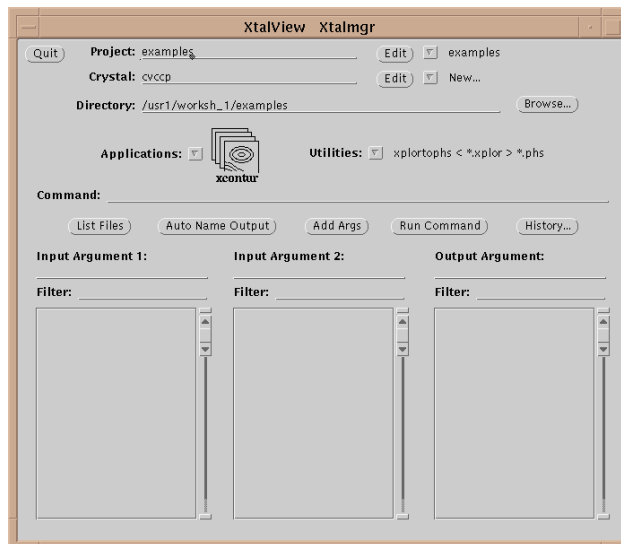 XtalView Xtalmgr
Quit Project: examples Edit examples
Crystal: cvccp Edit New...
Directory: /usr1/worksh_1/examples Browse...)
Applications: xcontur Utilities: xplortophs < *.xplor > *.phs
Command:
List Files Auto Name Output Add Args Run Command History...
Input Argument 1: Input Argument 2: Output Argument:
Filter: Filter: Filter: